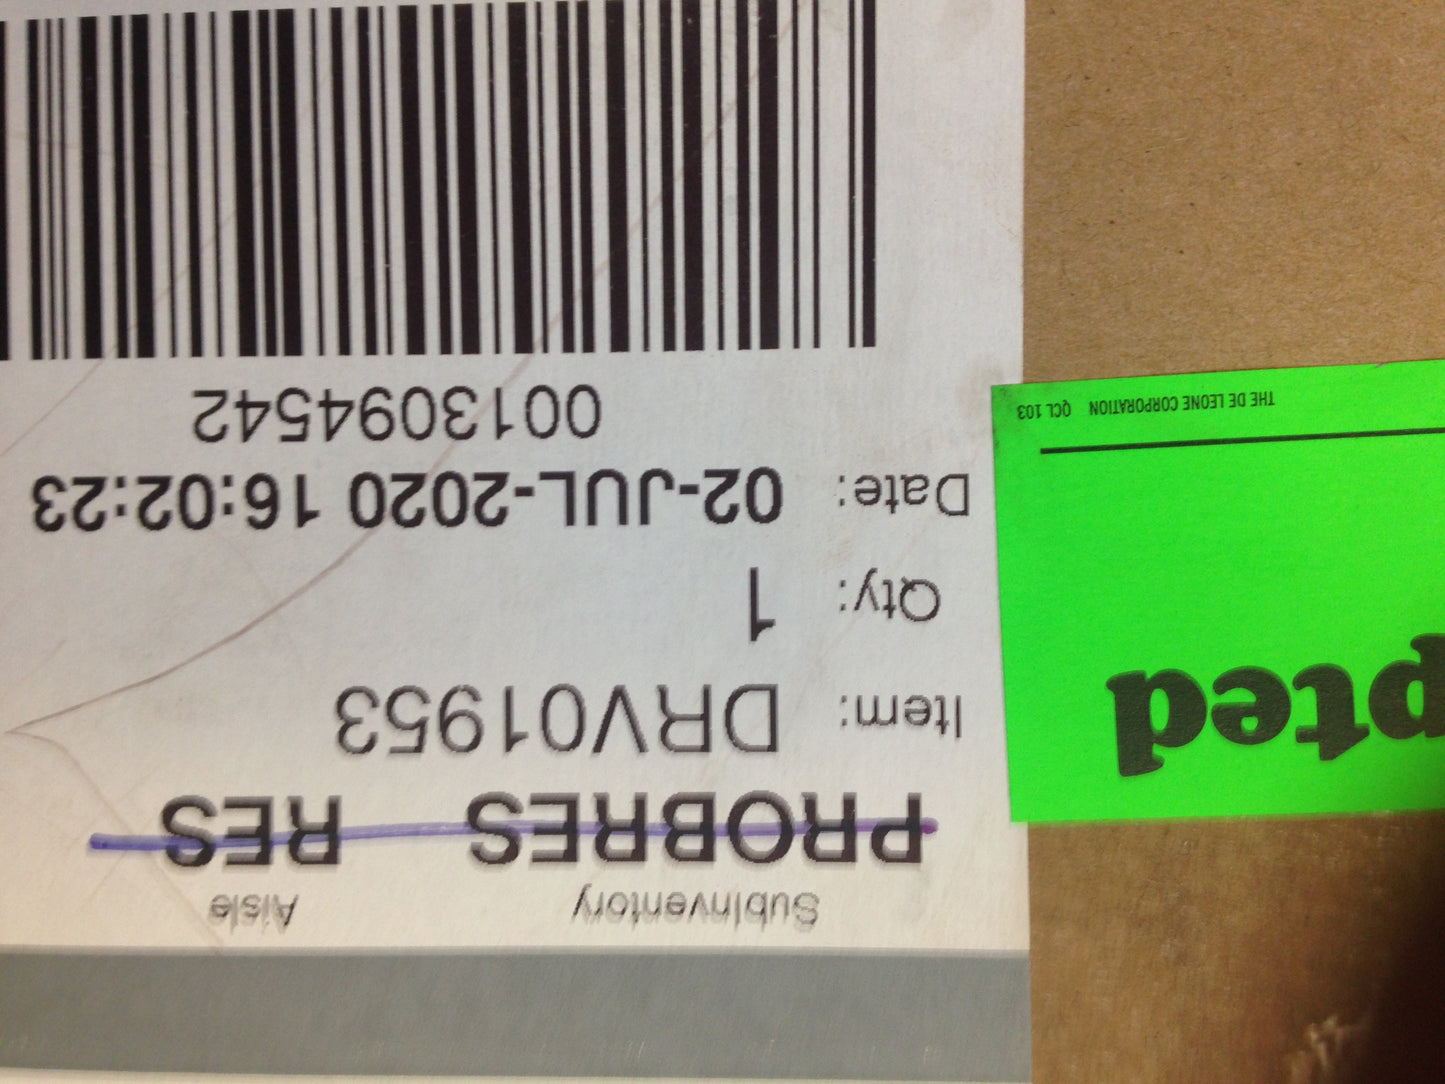 SubInventory Aisle
PROBRES RES
Item: DRV01953
Qty: 1
Date: 02-JUL-2020 16:02:23
0013094542
pted
THE DE LEONE CORPORATION QCL 103